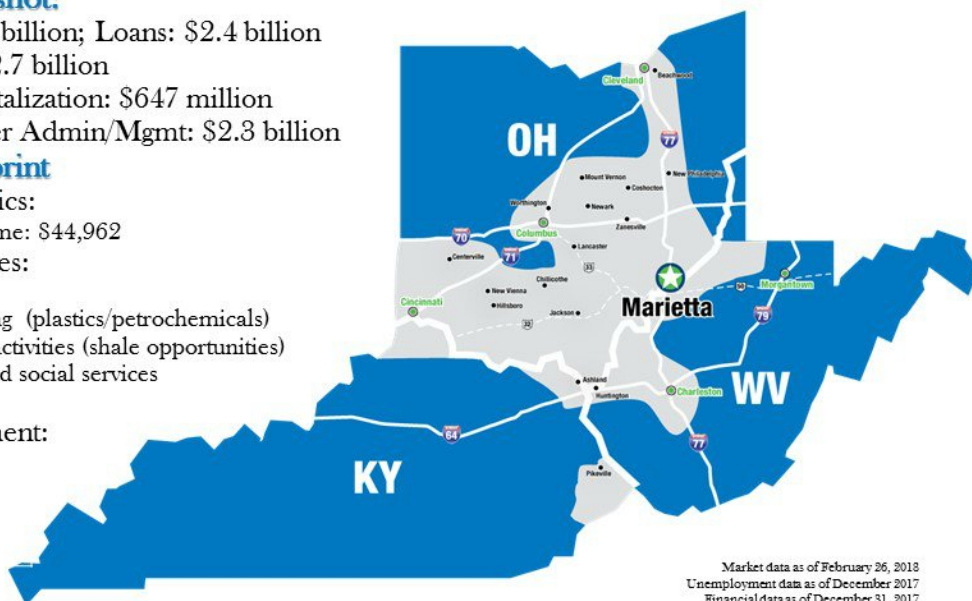 billion; Loans: $2.4 billion
.7 billion
talization: $647 million
er Admin/Mgmt: $2.3 billion
print
ics:
me: $44,962
es:
ng (plastics/petrochemicals)
activities (shale opportunities)
d social services
ent:
OH
Cleveland
Beachwood
77
Mount Vernon
Coshocton
New Philadelphia
Worthington
Newark
Zanesville
Columbus
70
71
Centerville
Lancaster
33
Chillicothe
New Vienna
Hillsboro
Jackson
Cincinnati
32
Marietta
50
Morgantown
79
WV
Ashland
Huntington
Charleston
64
77
KY
Pikeville
Market data as of February 26, 2018
Unemployment data as of December 2017
Financial data as of December 31, 2017